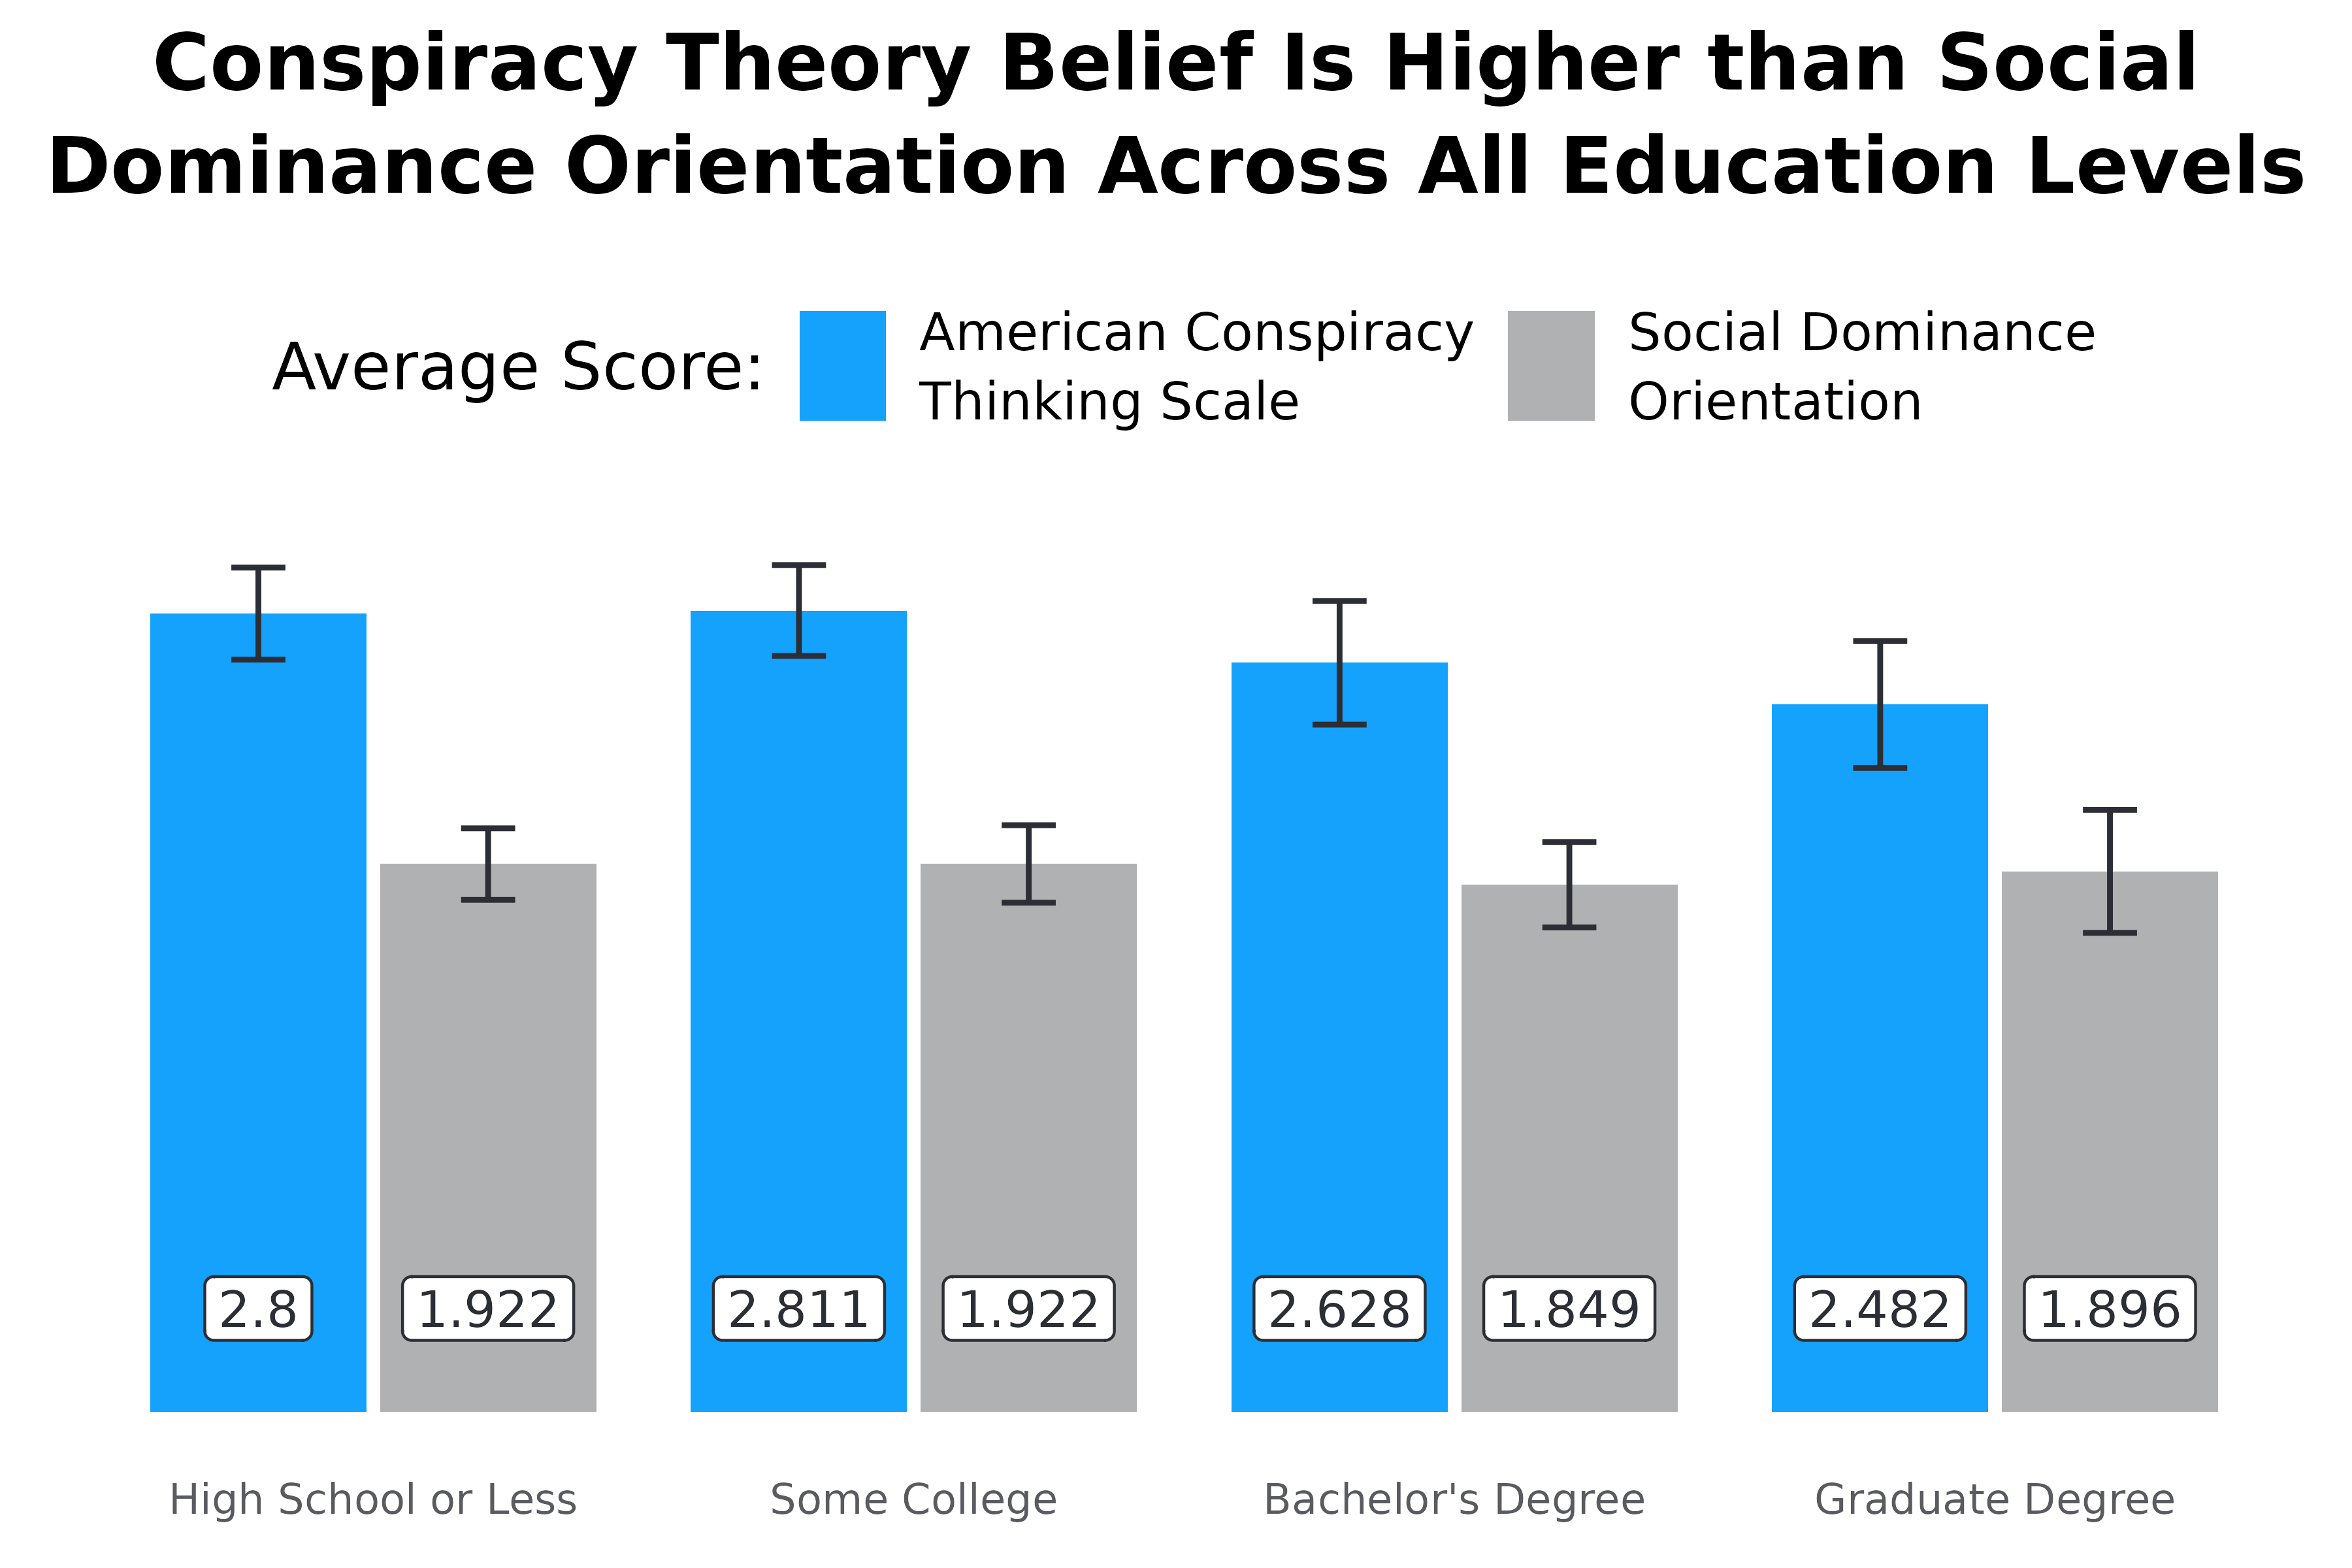 Conspiracy Theory Belief Is Higher than Social
Dominance Orientation Across All Education Levels
Average Score:
American Conspiracy
Thinking Scale
Social Dominance
Orientation
2.8
1.922
2.811
1.922
2.628
1.849
2.482
1.896
High School or Less
Some College
Bachelor's Degree
Graduate Degree